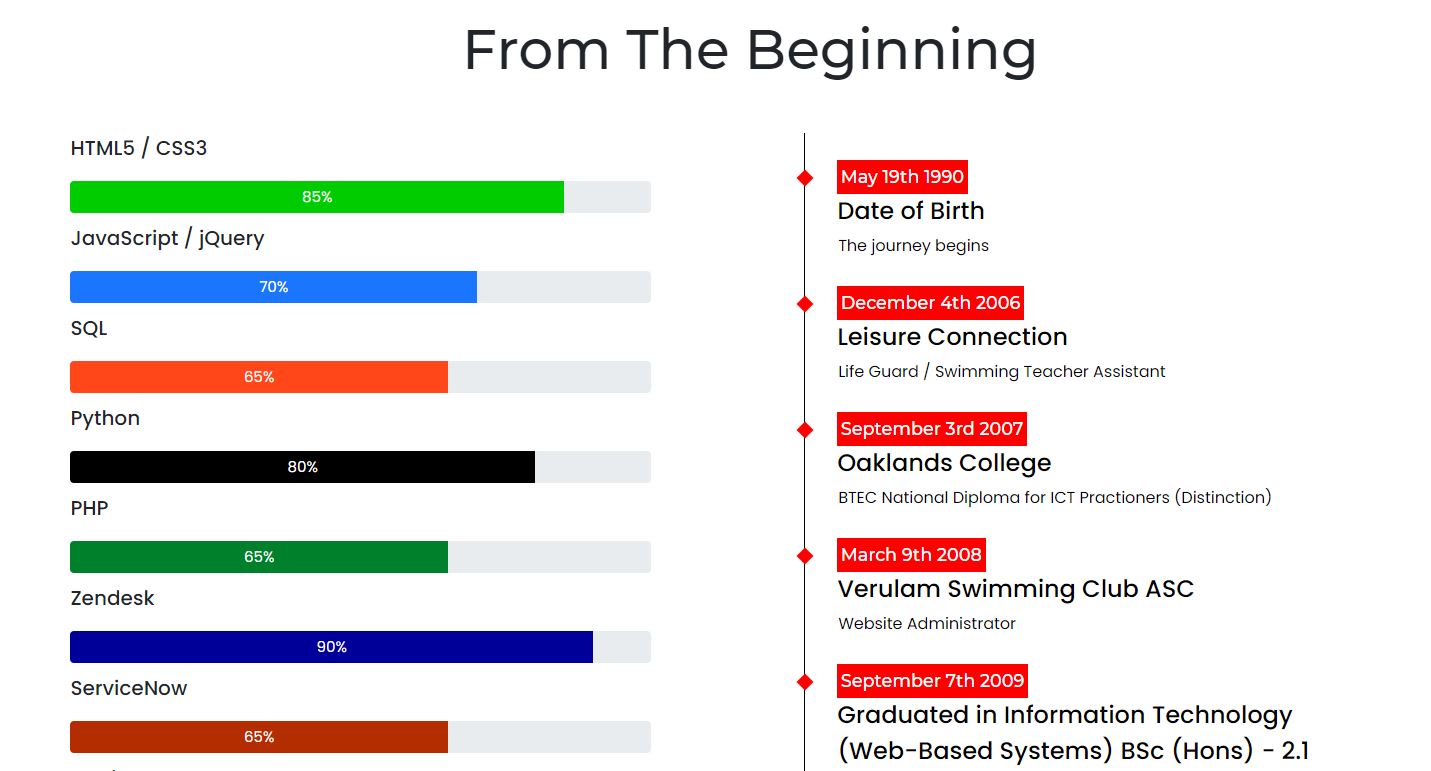 From The Beginning
HTML5 / CSS3
85%
JavaScript / jQuery
70%
SQL
65%
Python
80%
PHP
65%
Zendesk
90%
ServiceNow
65%
May 19th 1990
Date of Birth
The journey begins
December 4th 2006
Leisure Connection
Life Guard / Swimming Teacher Assistant
September 3rd 2007
Oaklands College
BTEC National Diploma for ICT Practioners (Distinction)
March 9th 2008
Verulam Swimming Club ASC
Website Administrator
September 7th 2009
Graduated in Information Technology
(Web-Based Systems) BSc (Hons) - 2.1